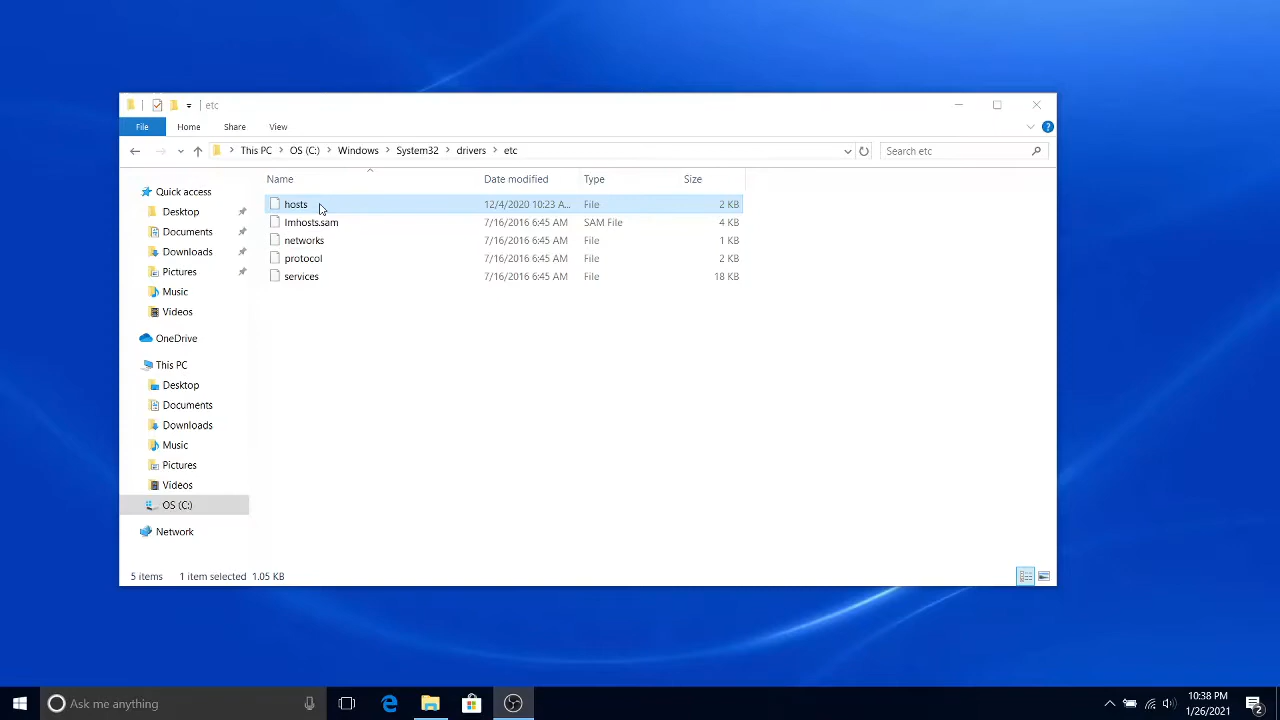 etc
File Home Share View
This PC OS (C:) Windows System32 drivers etc Search etc
Name Date modified Type Size
hosts 12/4/2020 10:23 A... File 2 KB
lmhosts.sam 7/16/2016 6:45 AM SAM File 4 KB
networks 7/16/2016 6:45 AM File 1 KB
protocol 7/16/2016 6:45 AM File 2 KB
services 7/16/2016 6:45 AM File 18 KB
Quick access
Desktop
Documents
Downloads
Pictures
Music
Videos
OneDrive
This PC
Desktop
Documents
Downloads
Music
Pictures
Videos
OS (C:)
Network
5 items 1 item selected 1.05 KB
Ask me anything
10:38 PM
1/26/2021
2